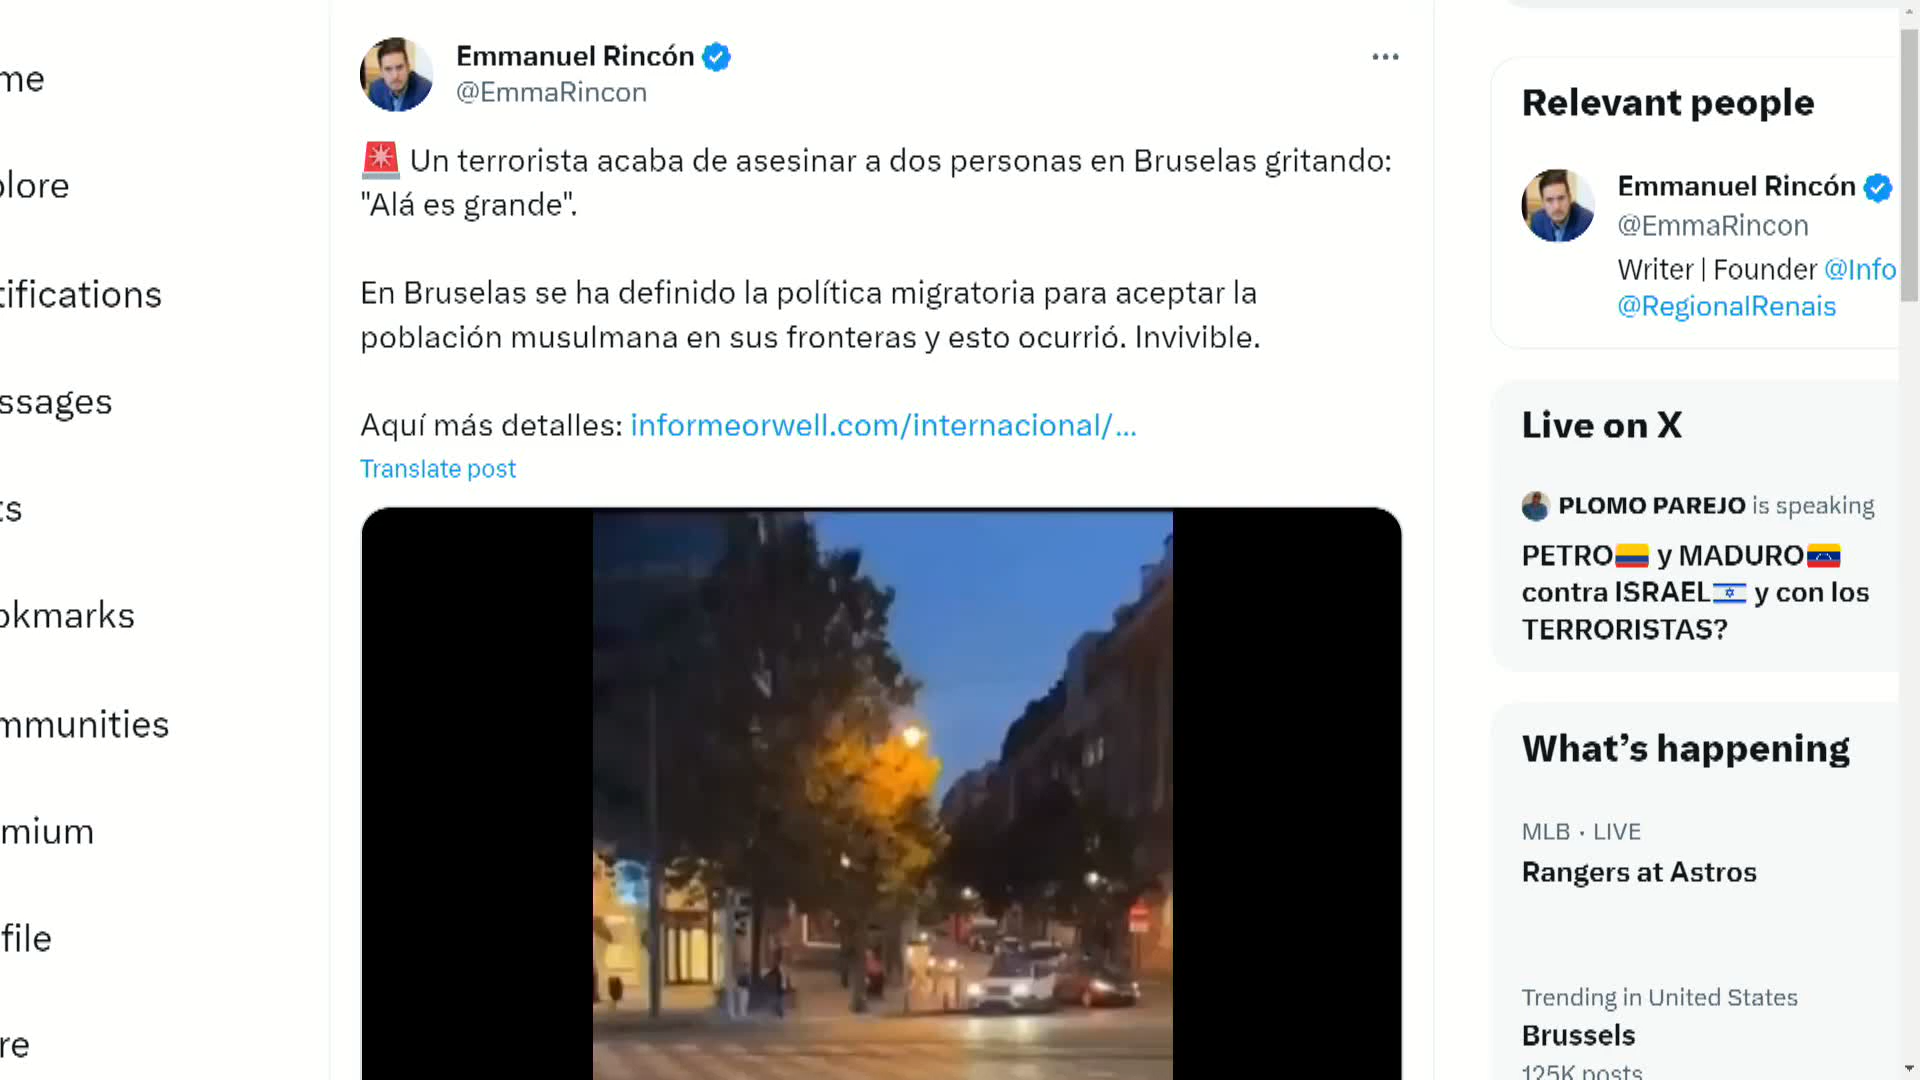 me
lore
tifications
ssages
ts
okmarks
mmunities
mium
file
re
Emmanuel Rincón
@EmmaRincon
Un terrorista acaba de asesinar a dos personas en Bruselas gritando:
"Alá es grande".
En Bruselas se ha definido la política migratoria para aceptar la
población musulmana en sus fronteras y esto ocurrió. Invivible.
Aquí más detalles: informeorwell.com/internacional/...
Translate post
Relevant people
Emmanuel Rincón
@EmmaRincon
Writer | Founder @Info
@RegionalRenais
Live on X
PLOMO PAREJO is speaking
PETRO y MADURO
contra ISRAEL y con los
TERRORISTAS?
What's happening
MLB · LIVE
Rangers at Astros
Trending in United States
Brussels
125K posts